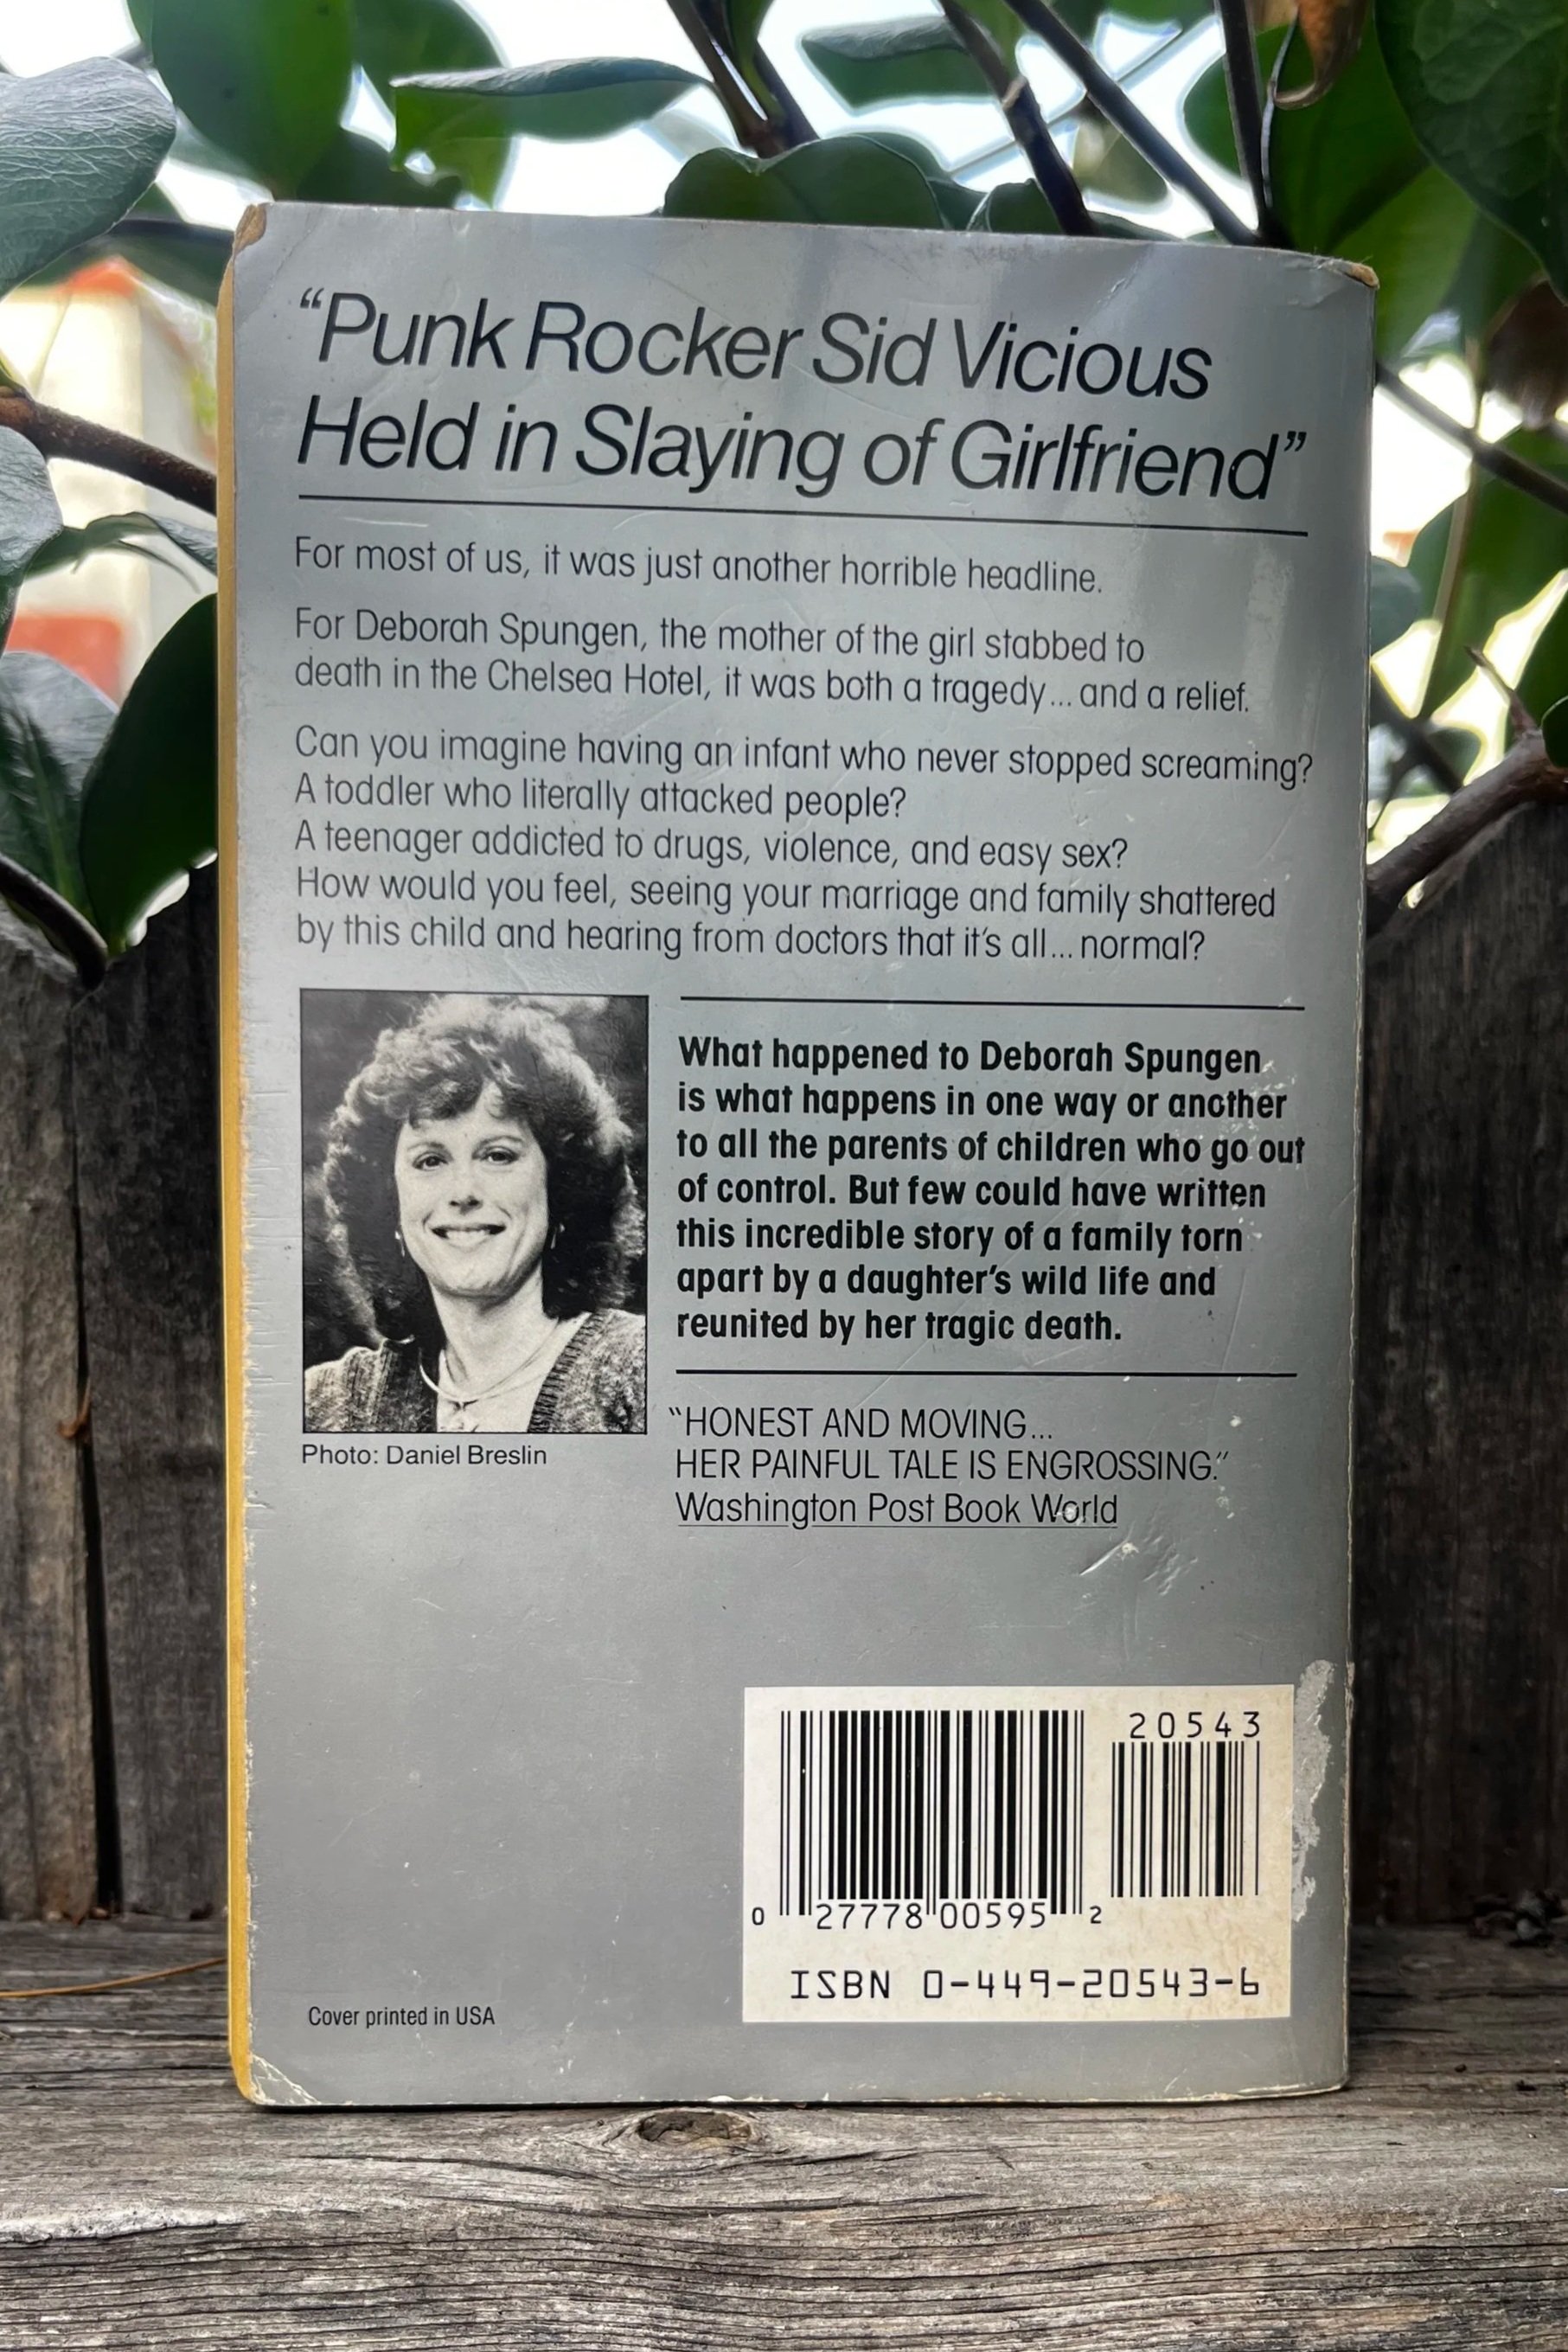 “Punk Rocker Sid Vicious
Held in Slaying of Girlfriend”
For most of us, it was just another horrible headline.
For Deborah Spungen, the mother of the girl stabbed to
death in the Chelsea Hotel, it was both a tragedy...and a relief.
Can you imagine having an infant who never stopped screaming?
A toddler who literally attacked people?
A teenager addicted to drugs, violence, and easy sex?
How would you feel, seeing your marriage and family shattered
by this child and hearing from doctors that it's all...normal?
What happened to Deborah Spungen
is what happens in one way or another
to all the parents of children who go out
of control. But few could have written
this incredible story of a family torn
apart by a daughter's wild life and
reunited by her tragic death.
Photo: Daniel Breslin
“HONEST AND MOVING...
HER PAINFUL TALE IS ENGROSSING.”
Washington Post Book World
20543
0 27778 00595 2
ISBN 0-449-20543-6
Cover printed in USA